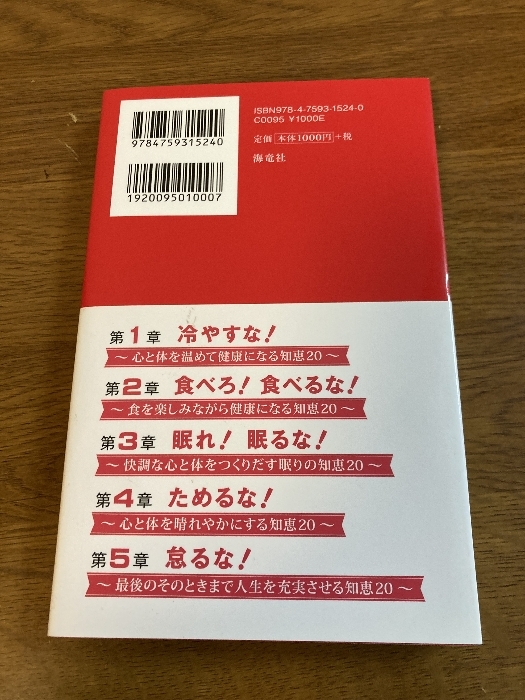 ISBN978-4-7593-1524-0
C0095 ¥1000E
定価 本体1000円 +税
海竜社
9784759315240
1920095010007
第1章 冷やすな!
~心と体を温めて健康になる知恵20~
第2章 食べろ! 食べるな!
~食を楽しみながら健康になる知恵20~
第3章 眠れ! 眠るな!
~快調な心と体をつくりだす眠りの知恵20~
第4章 ためるな!
~心と体を晴れやかにする知恵20~
第5章 怠るな!
~最後のそのときまで人生を充実させる知恵20~